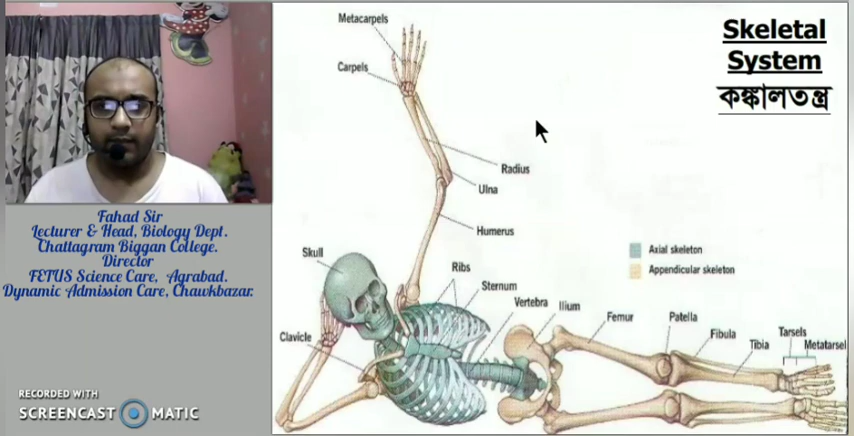 Skeletal
System
কঙ্কালতন্ত্র
Metacarpels
Carpels
Radius
Ulna
Humerus
Skull
Ribs
Sternum
Vertebra
Ilium
Clavicle
Axial skeleton
Appendicular skeleton
Femur
Patella
Fibula
Tibia
Tarsels
Metatarsel
Fahad Sir
Lecturer & Head, Biology Dept.
Chattagram Biggan College.
Director
FETUS Science Care, Agrabad.
Dynamic Admission Care, Chawkbazar.
RECORDED WITH
SCREENCAST MATIC